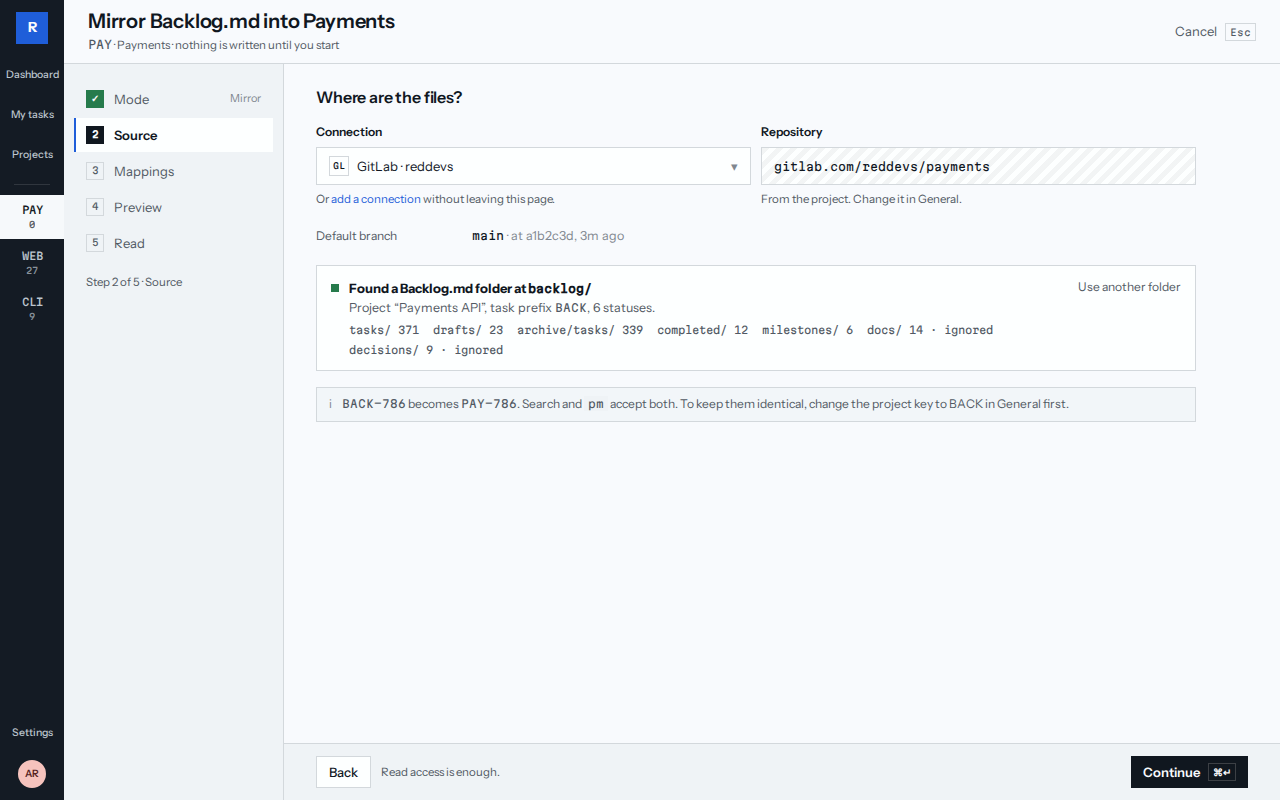 R
Mirror Backlog.md into Payments
PAY · Payments · nothing is written until you start
Cancel Esc
Dashboard
My tasks
Projects
PAY
0
WEB
27
CLI
9
Settings
AR
✓ Mode Mirror
2 Source
3 Mappings
4 Preview
5 Read
Step 2 of 5 · Source
Where are the files?
Connection
GL GitLab · reddevs ▼
Or add a connection without leaving this page.
Repository
gitlab.com/reddevs/payments
From the project. Change it in General.
Default branch main · at a1b2c3d, 3m ago
Found a Backlog.md folder at backlog/
Use another folder
Project “Payments API”, task prefix BACK, 6 statuses.
tasks/ 371 drafts/ 23 archive/tasks/ 339 completed/ 12 milestones/ 6 docs/ 14 · ignored
decisions/ 9 · ignored
i BACK-786 becomes PAY-786. Search and pm accept both. To keep them identical, change the project key to BACK in General first.
Back Read access is enough.
Continue ⌘↵